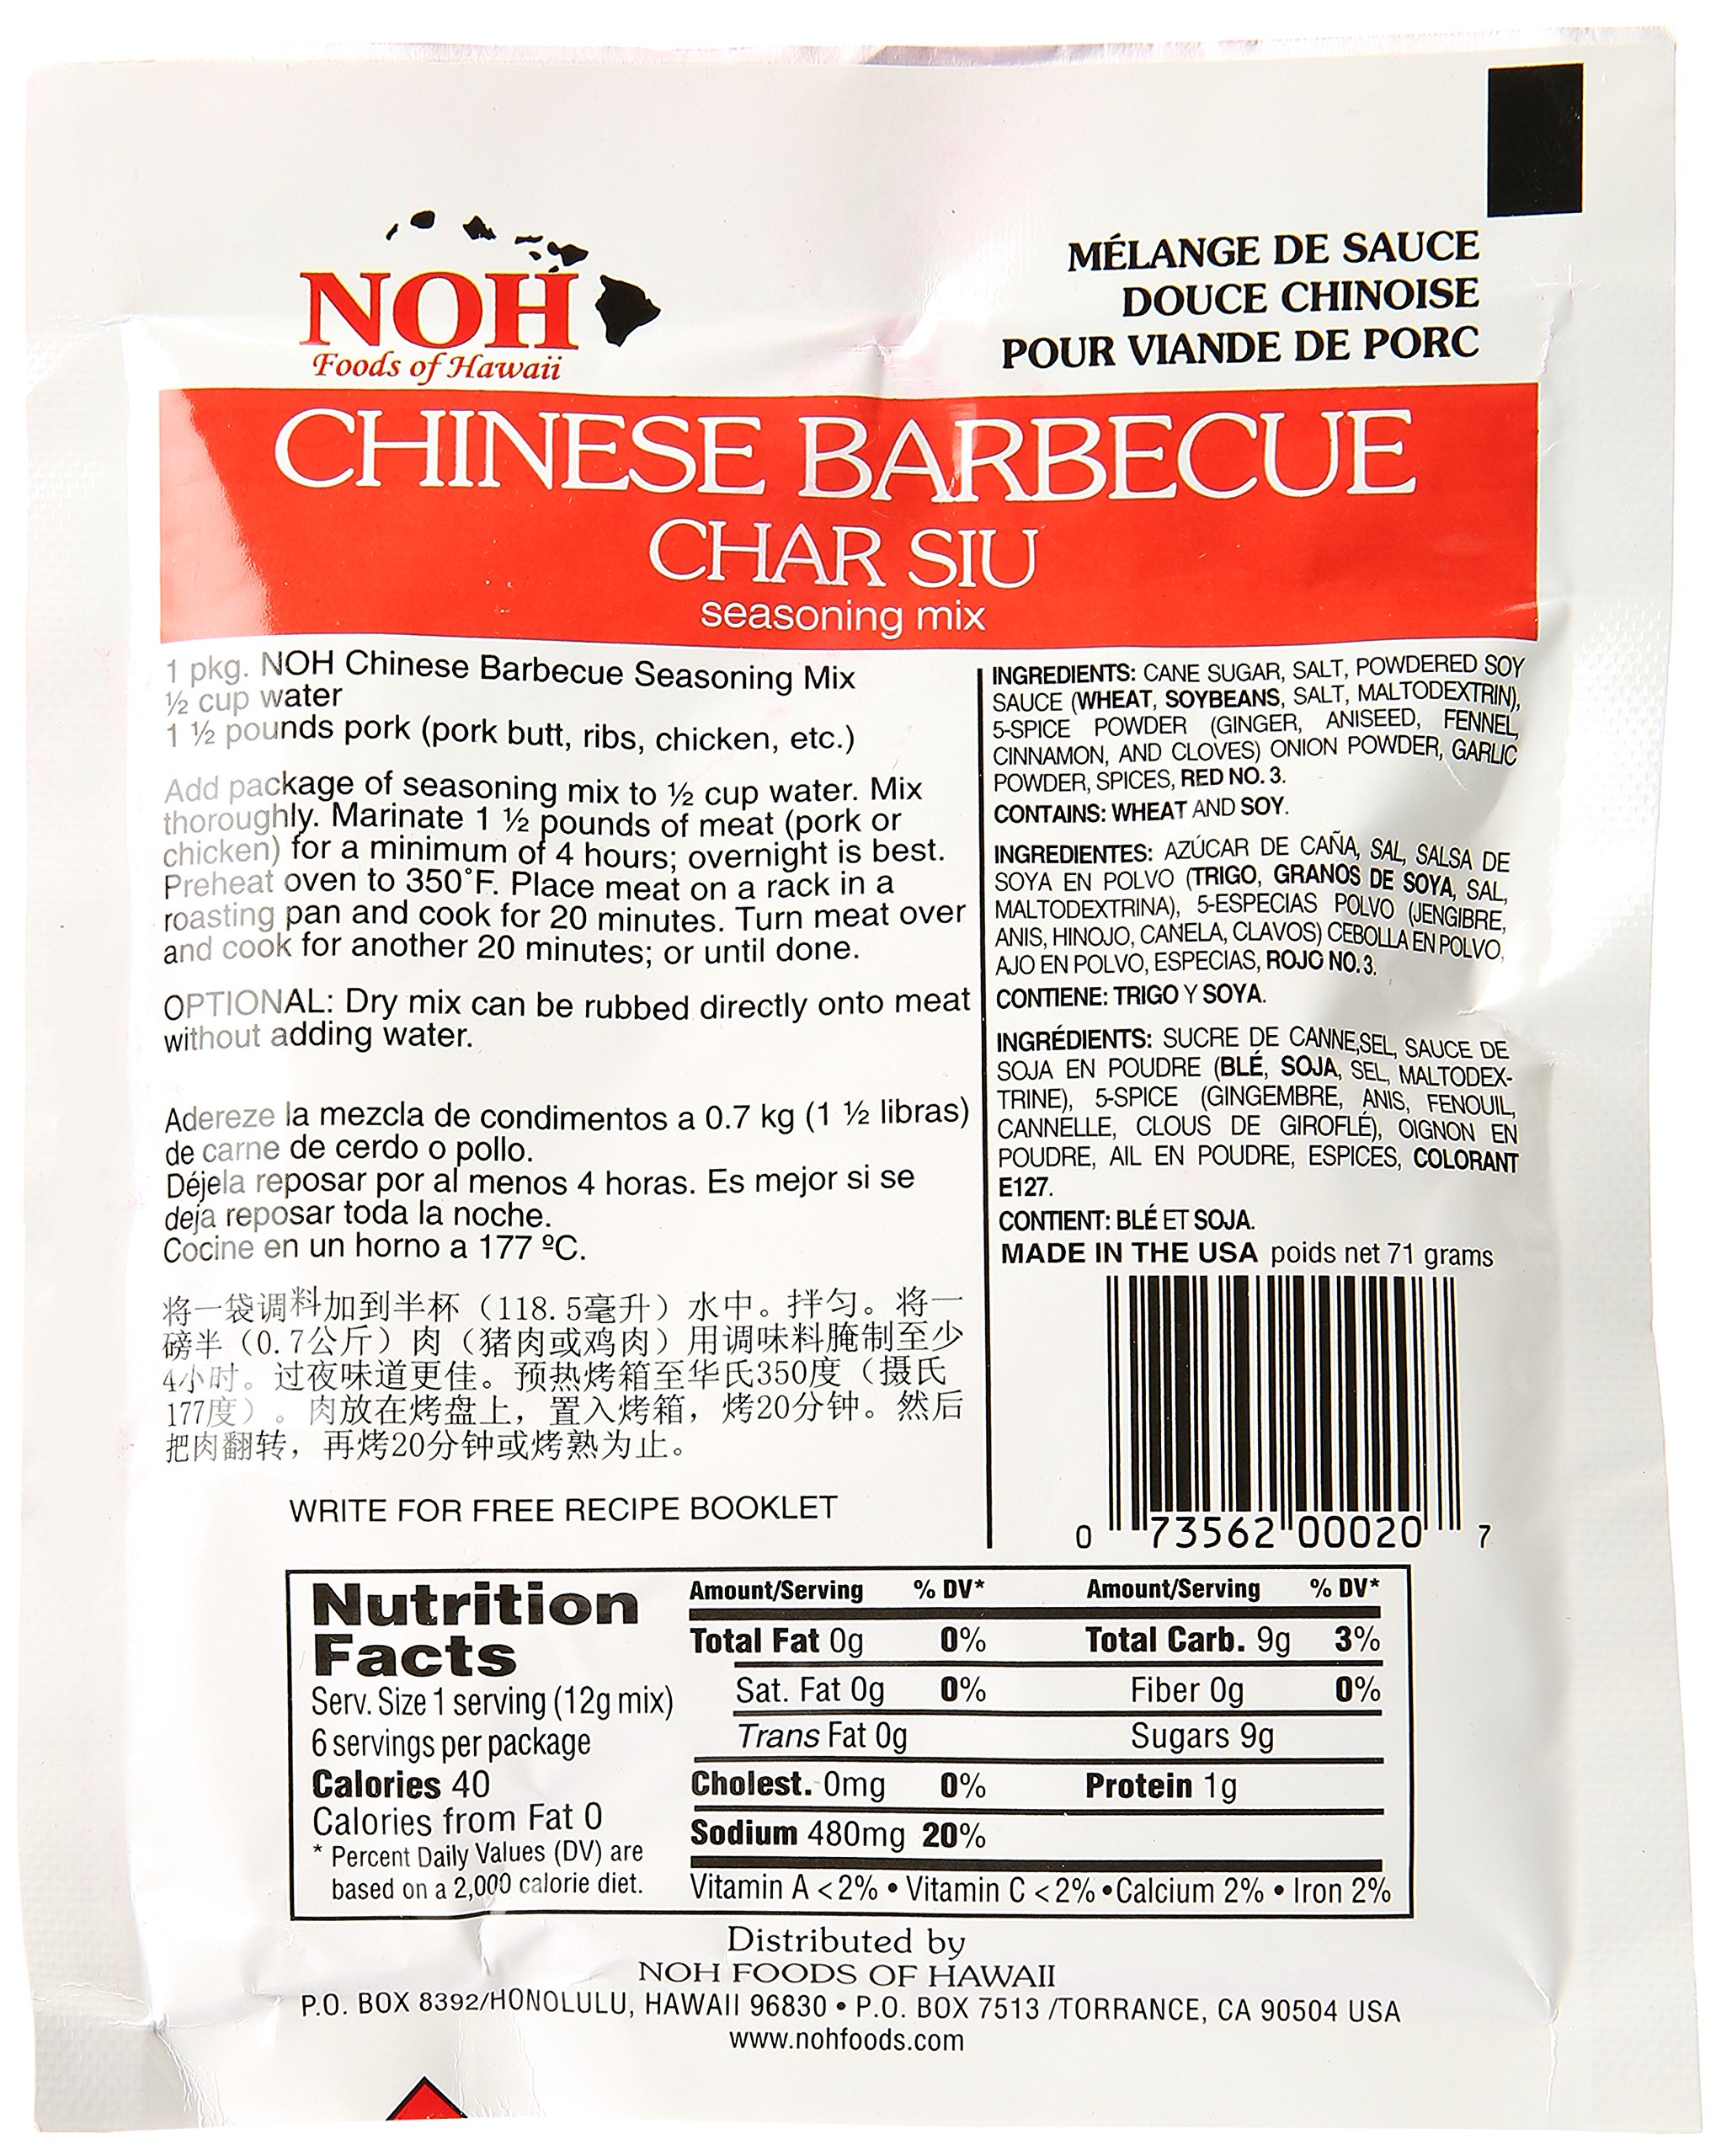 NOH
Foods of Hawaii
MÉLANGE DE SAUCE
DOUCE CHINOISE
POUR VIANDE DE PORC
CHINESE BARBECUE
CHAR SIU
seasoning mix
1 pkg. NOH Chinese Barbecue Seasoning Mix
½ cup water
1 ½ pounds pork (pork butt, ribs, chicken, etc.)
Add package of seasoning mix to ½ cup water. Mix
thoroughly. Marinate 1 ½ pounds of meat (pork or
chicken) for a minimum of 4 hours; overnight is best.
Preheat oven to 350°F. Place meat on a rack in a
roasting pan and cook for 20 minutes. Turn meat over
and cook for another 20 minutes; or until done.
OPTIONAL: Dry mix can be rubbed directly onto meat
without adding water.
Adereze la mezcla de condimentos a 0.7 kg (1 ½ libras)
de carne de cerdo o pollo.
Déjela reposar por al menos 4 horas. Es mejor si se
deja reposar toda la noche.
Cocine en un horno a 177 ºC.
将一袋调料加到半杯（118.5毫升）水中。拌匀。将一
磅半（0.7公斤）肉（猪肉或鸡肉）用调味料腌制至少
4小时。过夜味道更佳。预热烤箱至华氏350度（摄氏
177度）。肉放在烤盘上，置入烤箱，烤20分钟。然后
把肉翻转，再烤20分钟或烤熟为止。
WRITE FOR FREE RECIPE BOOKLET
INGREDIENTS: CANE SUGAR, SALT, POWDERED SOY
SAUCE (WHEAT, SOYBEANS, SALT, MALTODEXTRIN),
5-SPICE POWDER (GINGER, ANISEED, FENNEL,
CINNAMON, AND CLOVES) ONION POWDER, GARLIC
POWDER, SPICES, RED NO. 3.
CONTAINS: WHEAT AND SOY.
INGREDIENTES: AZÚCAR DE CAÑA, SAL, SALSA DE
SOYA EN POLVO (TRIGO, GRANOS DE SOYA, SAL,
MALTODEXTRINA), 5-ESPECIAS POLVO (JENGIBRE,
ANIS, HINOJO, CANELA, CLAVOS) CEBOLLA EN POLVO,
AJO EN POLVO, ESPECIAS, ROJO NO. 3.
CONTIENE: TRIGO Y SOYA.
INGRÉDIENTS: SUCRE DE CANNE,SEL, SAUCE DE
SOJA EN POUDRE (BLÉ, SOJA, SEL, MALTODEX-
TRINE), 5-SPICE (GINGEMBRE, ANIS, FENOUIL,
CANNELLE, CLOUS DE GIROFLÉ), OIGNON EN
POUDRE, AIL EN POUDRE, ESPICES, COLORANT
E127.
CONTIENT: BLÉ ET SOJA.
MADE IN THE USA poids net 71 grams
0 73562 00020 7
Nutrition
Facts
Serv. Size 1 serving (12g mix)
6 servings per package
Calories 40
Calories from Fat 0
* Percent Daily Values (DV) are
based on a 2,000 calorie diet.
Amount/Serving % DV* Amount/Serving % DV*
Total Fat 0g 0% Total Carb. 9g 3%
Sat. Fat 0g 0% Fiber 0g 0%
Trans Fat 0g Sugars 9g
Cholest. 0mg 0% Protein 1g
Sodium 480mg 20%
Vitamin A <2% • Vitamin C <2% • Calcium 2% • Iron 2%
Distributed by
NOH FOODS OF HAWAII
P.O. BOX 8392/HONOLULU, HAWAII 96830 • P.O. BOX 7513 /TORRANCE, CA 90504 USA
www.nohfoods.com